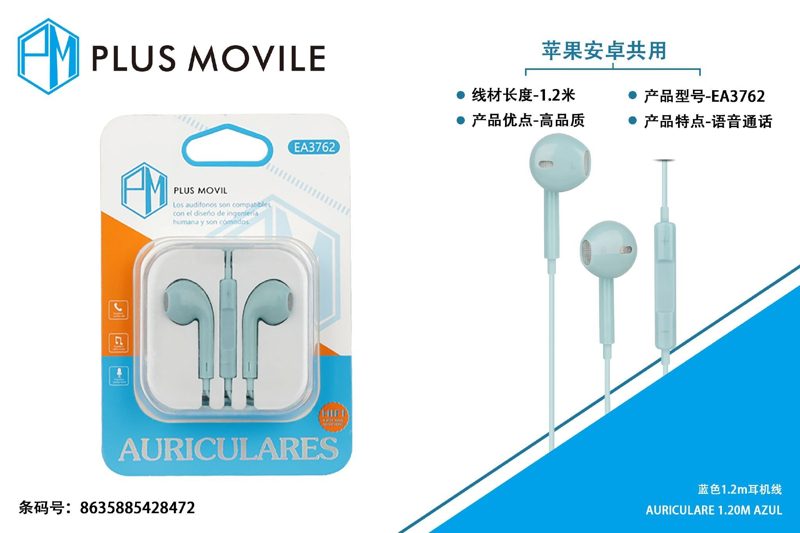 PM PLUS MOVILE
苹果安卓共用
线材长度-1.2米
产品型号-EA3762
产品优点-高品质
产品特点-语音通话
EA3762
PM
PLUS MOVIL
Los audífonos son compatibles
con el diseño de ingeniería
humana y son cómodos.
HIFI
AURICULARES
条码号：8635885428472
蓝色1.2m耳机线
AURICULARE 1.20M AZUL